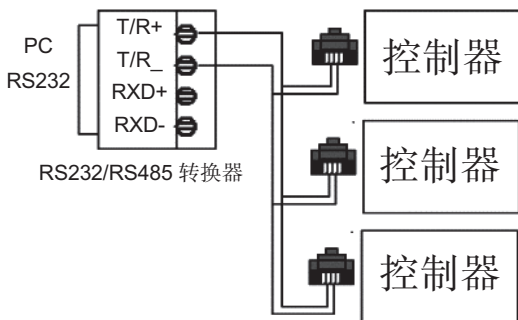 PC
RS232
T/R+
T/R_
RXD+
RXD-
RS232/RS485 转换器
控制器
控制器
控制器